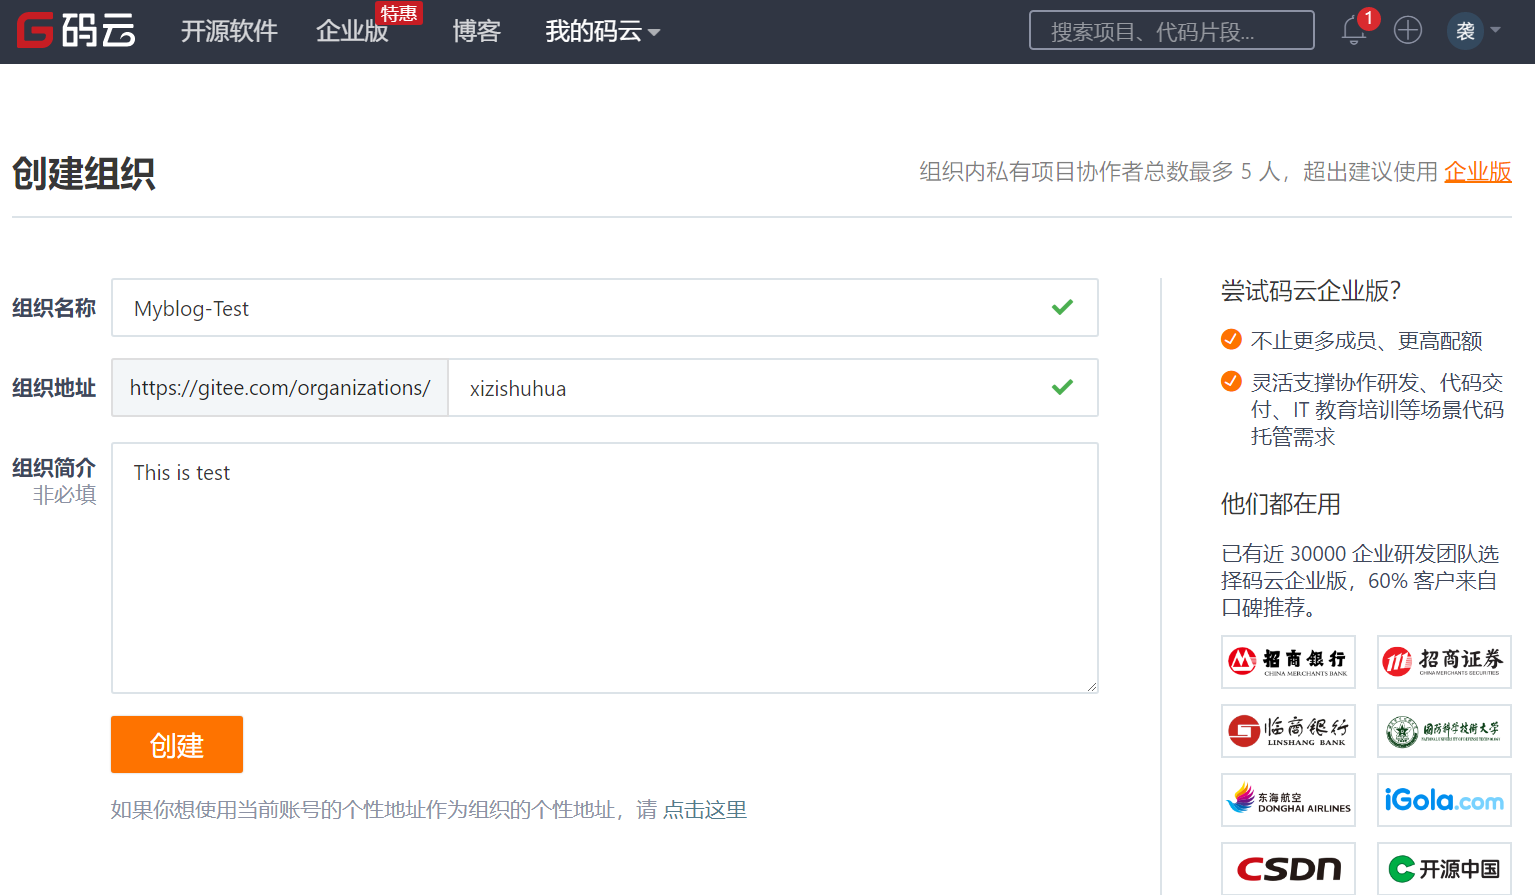 码云
开源软件
企业版
特惠
博客
我的码云
搜索项目、代码片段...
1
袭
创建组织
组织内私有项目协作者总数最多 5 人，超出建议使用 企业版
组织名称
Myblog-Test
组织地址
https://gitee.com/organizations/
xizishuhua
组织简介
非必填
This is test
创建
如果你想使用当前账号的个性地址作为组织的个性地址，请 点击这里
尝试码云企业版?
不止更多成员、更高配额
灵活支撑协作研发、代码交
付、IT 教育培训等场景代码
托管需求
他们都在用
已有近 30000 企业研发团队选
择码云企业版，60% 客户来自
口碑推荐。
招商银行
CHINA MERCHANTS BANK
招商证券
CHINA MERCHANTS SECURITIES
临商银行
LINSHANG BANK
国防科学技术大学
东海航空
DONGHAI AIRLINES
iGola.com
CSDN
开源中国